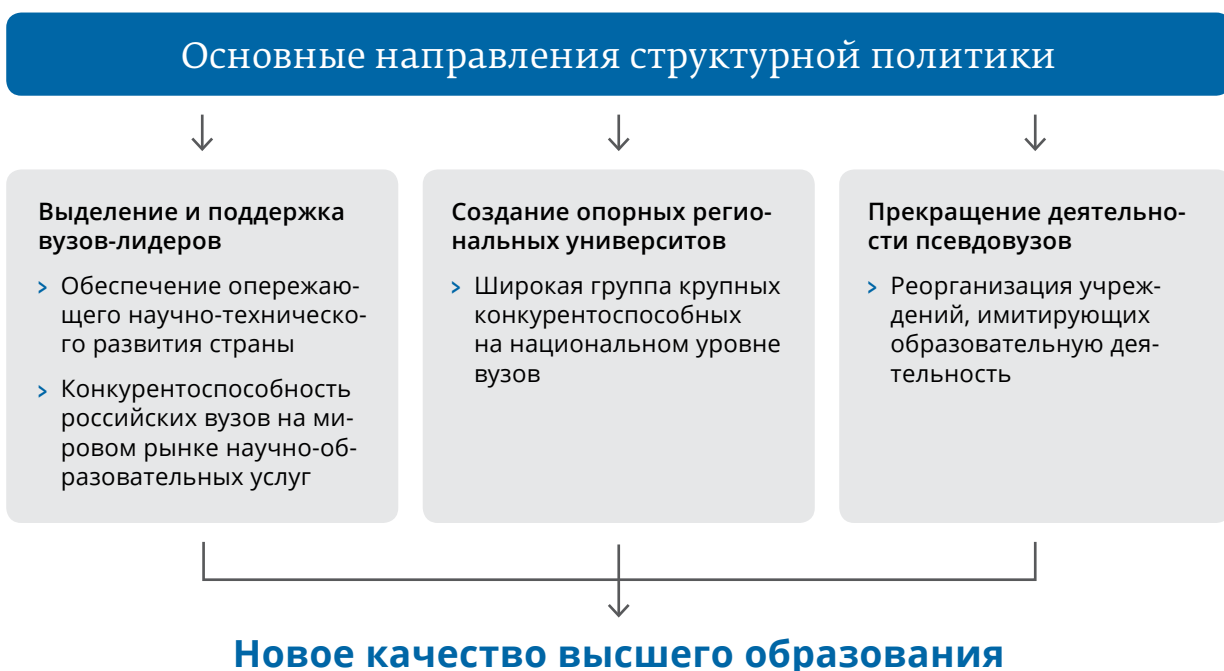 Основные направления структурной политики
Выделение и поддержка
вузов-лидеров
> Обеспечение опережаю-
щего научно-техническо-
го развития страны
> Конкурентоспособность
российских вузов на ми-
ровом рынке научно-об-
разовательных услуг
Создание опорных регио-
нальных университов
> Широкая группа крупных
конкурентоспособных
на национальном уровне
вузов
Прекращение деятельно-
сти псевдовузов
> Реорганизация учреж-
дений, имитирующих
образовательную дея-
тельность
Новое качество высшего образования